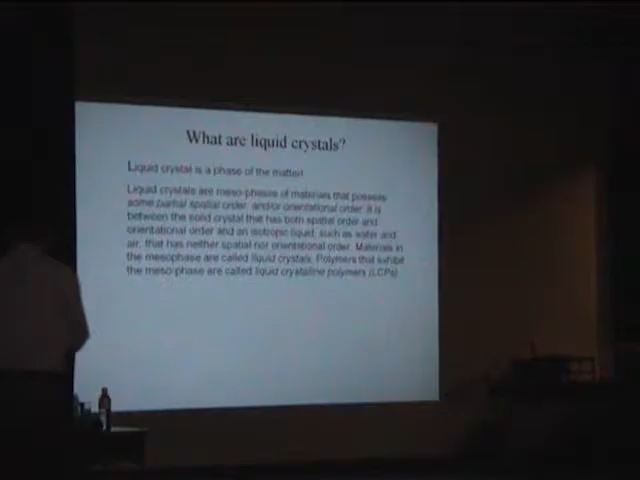 What are liquid crystals?
Liquid crystal is a phase of the matter!
Liquid crystals are meso-phases of materials that possess
some partial spatial order, and/or orientational order. It is
between the solid crystal that has both spatial order and
orientational order and an isotropic liquid, such as water and
air, that has neither spatial nor orientational order. Materials in
the mesophase are called liquid crystals. Polymers that exhibit
the meso-phase are called liquid crystalline polymers (LCPs)